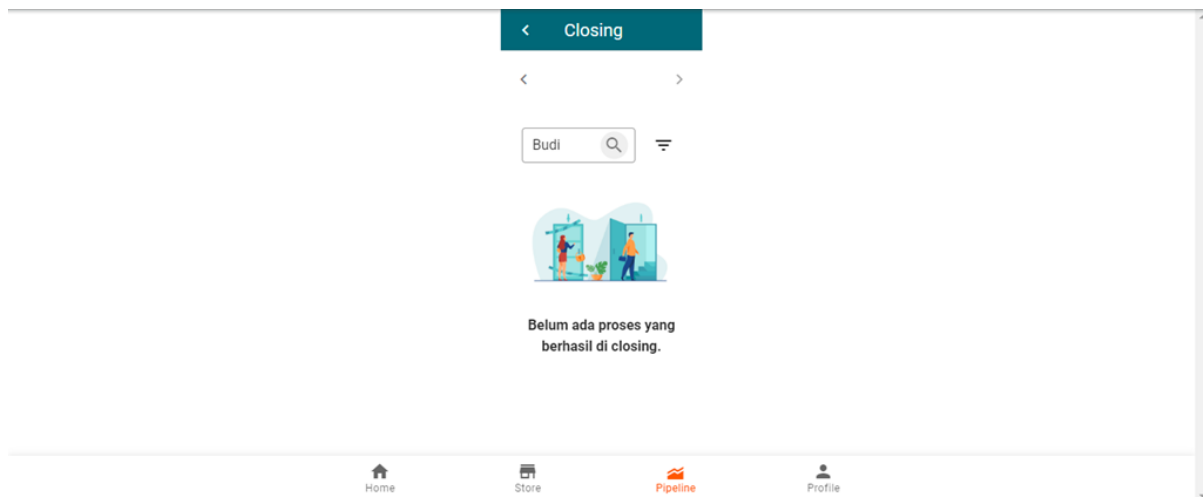 Closing
Budi
Belum ada proses yang
berhasil di closing.
Home
Store
Pipeline
Profile